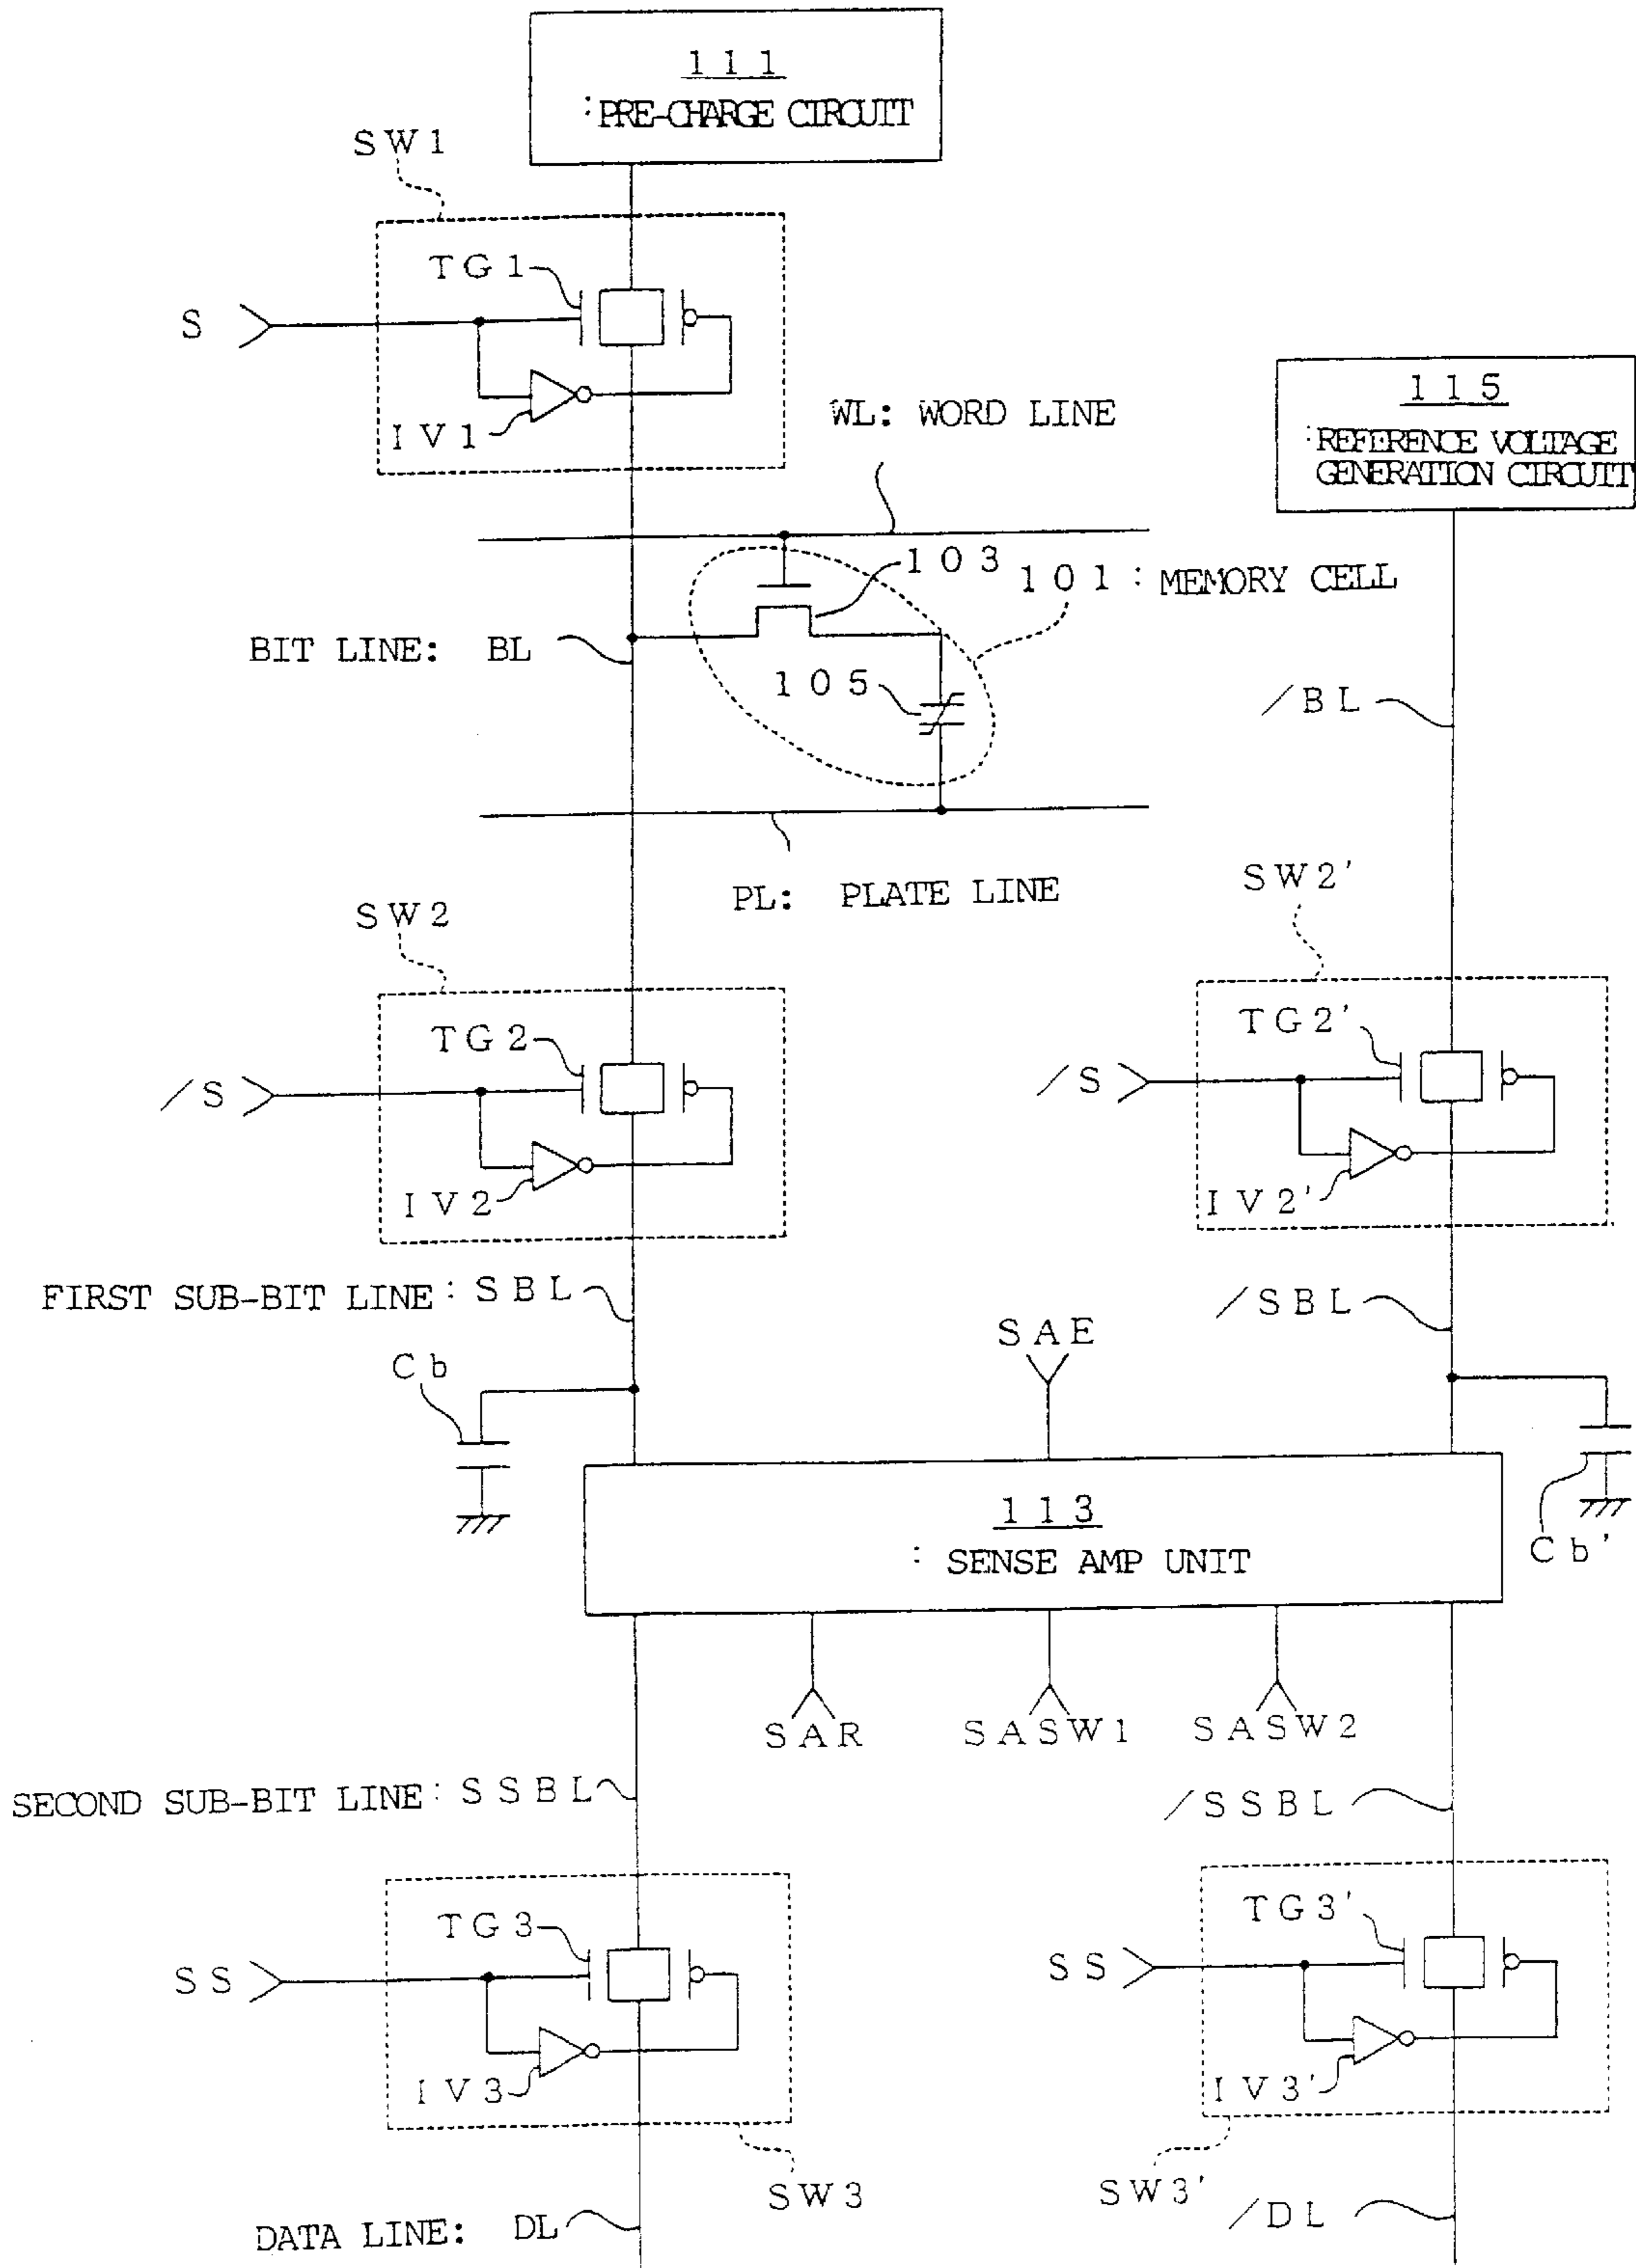 111
: PRE-CHARGE CIRCUIT
SW1
TG1
S
IV1
115
: REFERENCE VOLTAGE
GENERATION CIRCUIT
WL: WORD LINE
103
101 : MEMORY CELL
BIT LINE: BL
105
/BL
PL: PLATE LINE
SW2
SW2'
TG2
TG2'
/S
/S
IV2
IV2'
FIRST SUB-BIT LINE : SBL
/SBL
SAE
Cb
113
: SENSE AMP UNIT
Cb'
SAR
SASW1
SASW2
SECOND SUB-BIT LINE : SSBL
/SSBL
TG3
TG3'
SS
SS
IV3
IV3'
SW3
SW3'
DATA LINE: DL
/DL